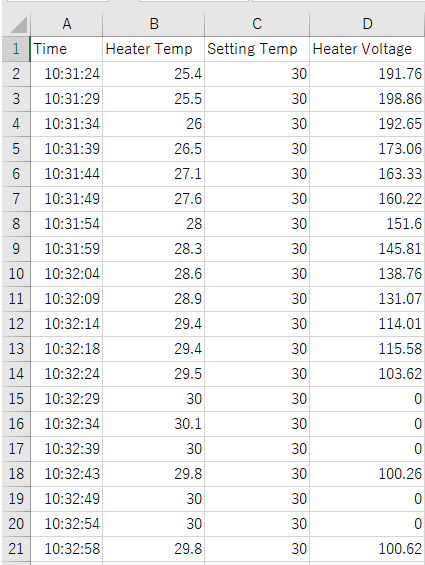 A B C D
1 Time Heater Temp Setting Temp Heater Voltage
2 10:31:24 25.4 30 191.76
3 10:31:29 25.5 30 198.86
4 10:31:34 26 30 192.65
5 10:31:39 26.5 30 173.06
6 10:31:44 27.1 30 163.33
7 10:31:49 27.6 30 160.22
8 10:31:54 28 30 151.6
9 10:31:59 28.3 30 145.81
10 10:32:04 28.6 30 138.76
11 10:32:09 28.9 30 131.07
12 10:32:14 29.4 30 114.01
13 10:32:18 29.4 30 115.58
14 10:32:24 29.5 30 103.62
15 10:32:29 30 30 0
16 10:32:34 30.1 30 0
17 10:32:39 30 30 0
18 10:32:43 29.8 30 100.26
19 10:32:49 30 30 0
20 10:32:54 30 30 0
21 10:32:58 29.8 30 100.62